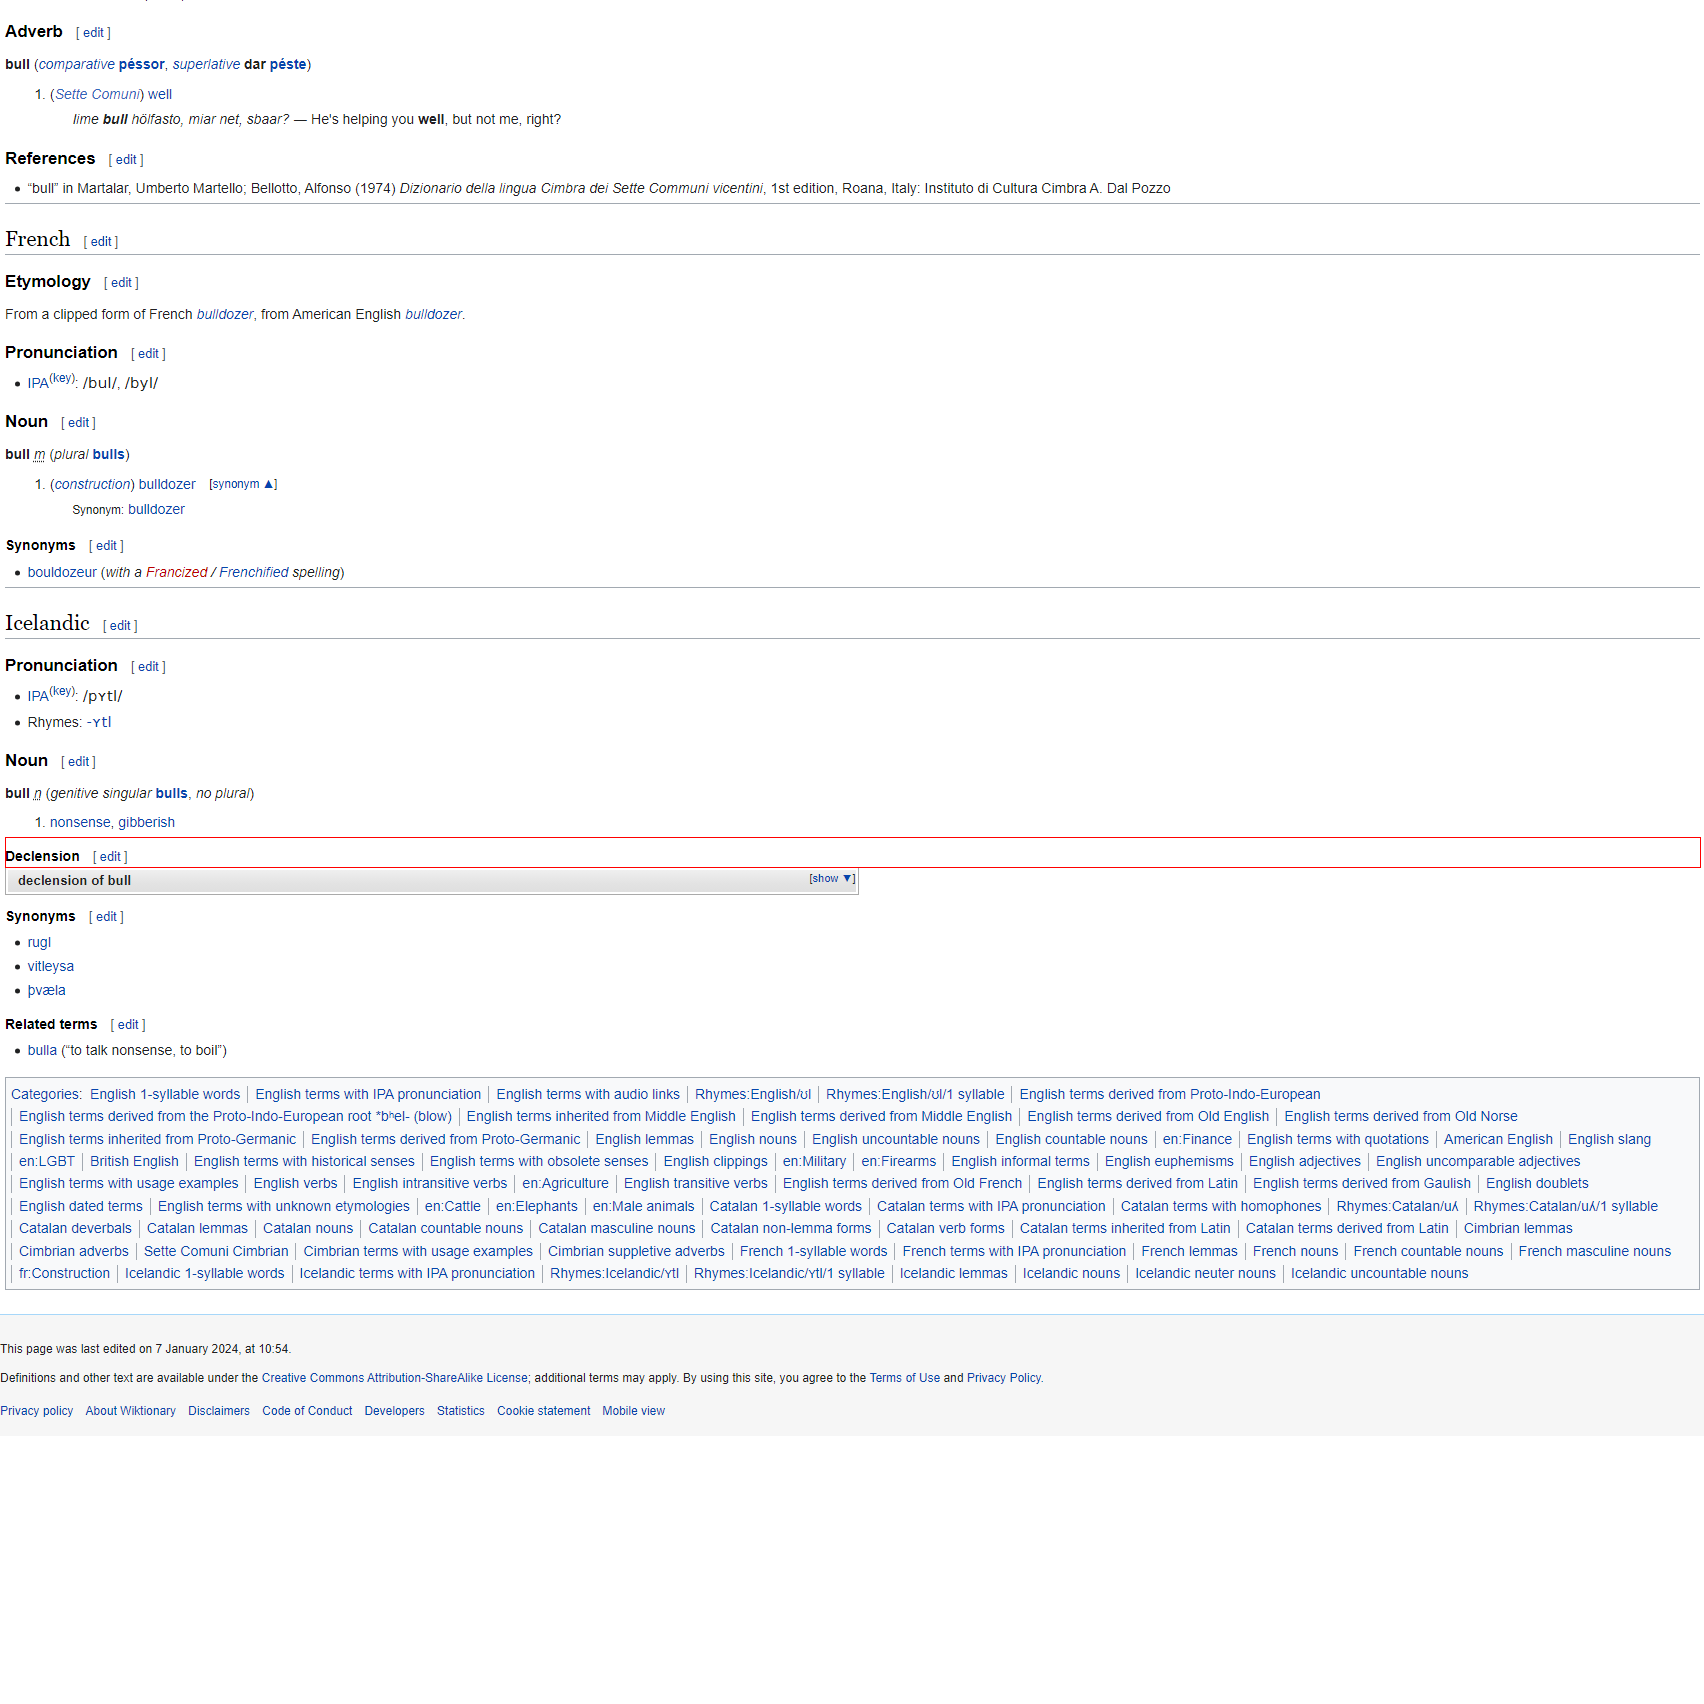 Adverb [ edit ]
bull (comparative péssor, superlative dar péste)
1. (Sette Comuni) well
lime bull hölfasto, miar net, sbaar? — He's helping you well, but not me, right?
References [ edit ]
• “bull” in Martalar, Umberto Martello; Bellotto, Alfonso (1974) Dizionario della lingua Cimbra dei Sette Communi vicentini, 1st edition, Roana, Italy: Instituto di Cultura Cimbra A. Dal Pozzo
French [ edit ]
Etymology [ edit ]
From a clipped form of French bulldozer, from American English bulldozer.
Pronunciation [ edit ]
• IPA(key): /bul/, /byl/
Noun [ edit ]
bull m (plural bulls)
1. (construction) bulldozer [synonym ▲]
Synonym: bulldozer
Synonyms [ edit ]
• bouldozeur (with a Francized / Frenchified spelling)
Icelandic [ edit ]
Pronunciation [ edit ]
• IPA(key): /pʏtl/
• Rhymes: -ʏtl
Noun [ edit ]
bull n (genitive singular bulls, no plural)
1. nonsense, gibberish
Declension [ edit ]
declension of bull [show ▼]
Synonyms [ edit ]
• rugl
• vitleysa
• þvæla
Related terms [ edit ]
• bulla (“to talk nonsense, to boil”)
Categories: English 1-syllable words | English terms with IPA pronunciation | English terms with audio links | Rhymes:English/ʊl | Rhymes:English/ʊl/1 syllable | English terms derived from Proto-Indo-European
| English terms derived from the Proto-Indo-European root *bʰel- (blow) | English terms inherited from Middle English | English terms derived from Middle English | English terms derived from Old English | English terms derived from Old Norse
| English terms inherited from Proto-Germanic | English terms derived from Proto-Germanic | English lemmas | English nouns | English uncountable nouns | English countable nouns | en:Finance | English terms with quotations | American English | English slang
| en:LGBT | British English | English terms with historical senses | English terms with obsolete senses | English clippings | en:Military | en:Firearms | English informal terms | English euphemisms | English adjectives | English uncomparable adjectives
| English terms with usage examples | English verbs | English intransitive verbs | en:Agriculture | English transitive verbs | English terms derived from Old French | English terms derived from Latin | English terms derived from Gaulish | English doublets
| English dated terms | English terms with unknown etymologies | en:Cattle | en:Elephants | en:Male animals | Catalan 1-syllable words | Catalan terms with IPA pronunciation | Catalan terms with homophones | Rhymes:Catalan/uʎ | Rhymes:Catalan/uʎ/1 syllable
| Catalan deverbals | Catalan lemmas | Catalan nouns | Catalan countable nouns | Catalan masculine nouns | Catalan non-lemma forms | Catalan verb forms | Catalan terms inherited from Latin | Catalan terms derived from Latin | Cimbrian lemmas
| Cimbrian adverbs | Sette Comuni Cimbrian | Cimbrian terms with usage examples | Cimbrian suppletive adverbs | French 1-syllable words | French terms with IPA pronunciation | French lemmas | French nouns | French countable nouns | French masculine nouns
| fr:Construction | Icelandic 1-syllable words | Icelandic terms with IPA pronunciation | Rhymes:Icelandic/ʏtl | Rhymes:Icelandic/ʏtl/1 syllable | Icelandic lemmas | Icelandic nouns | Icelandic neuter nouns | Icelandic uncountable nouns
This page was last edited on 7 January 2024, at 10:54.
Definitions and other text are available under the Creative Commons Attribution-ShareAlike License; additional terms may apply. By using this site, you agree to the Terms of Use and Privacy Policy.
Privacy policy About Wiktionary Disclaimers Code of Conduct Developers Statistics Cookie statement Mobile view